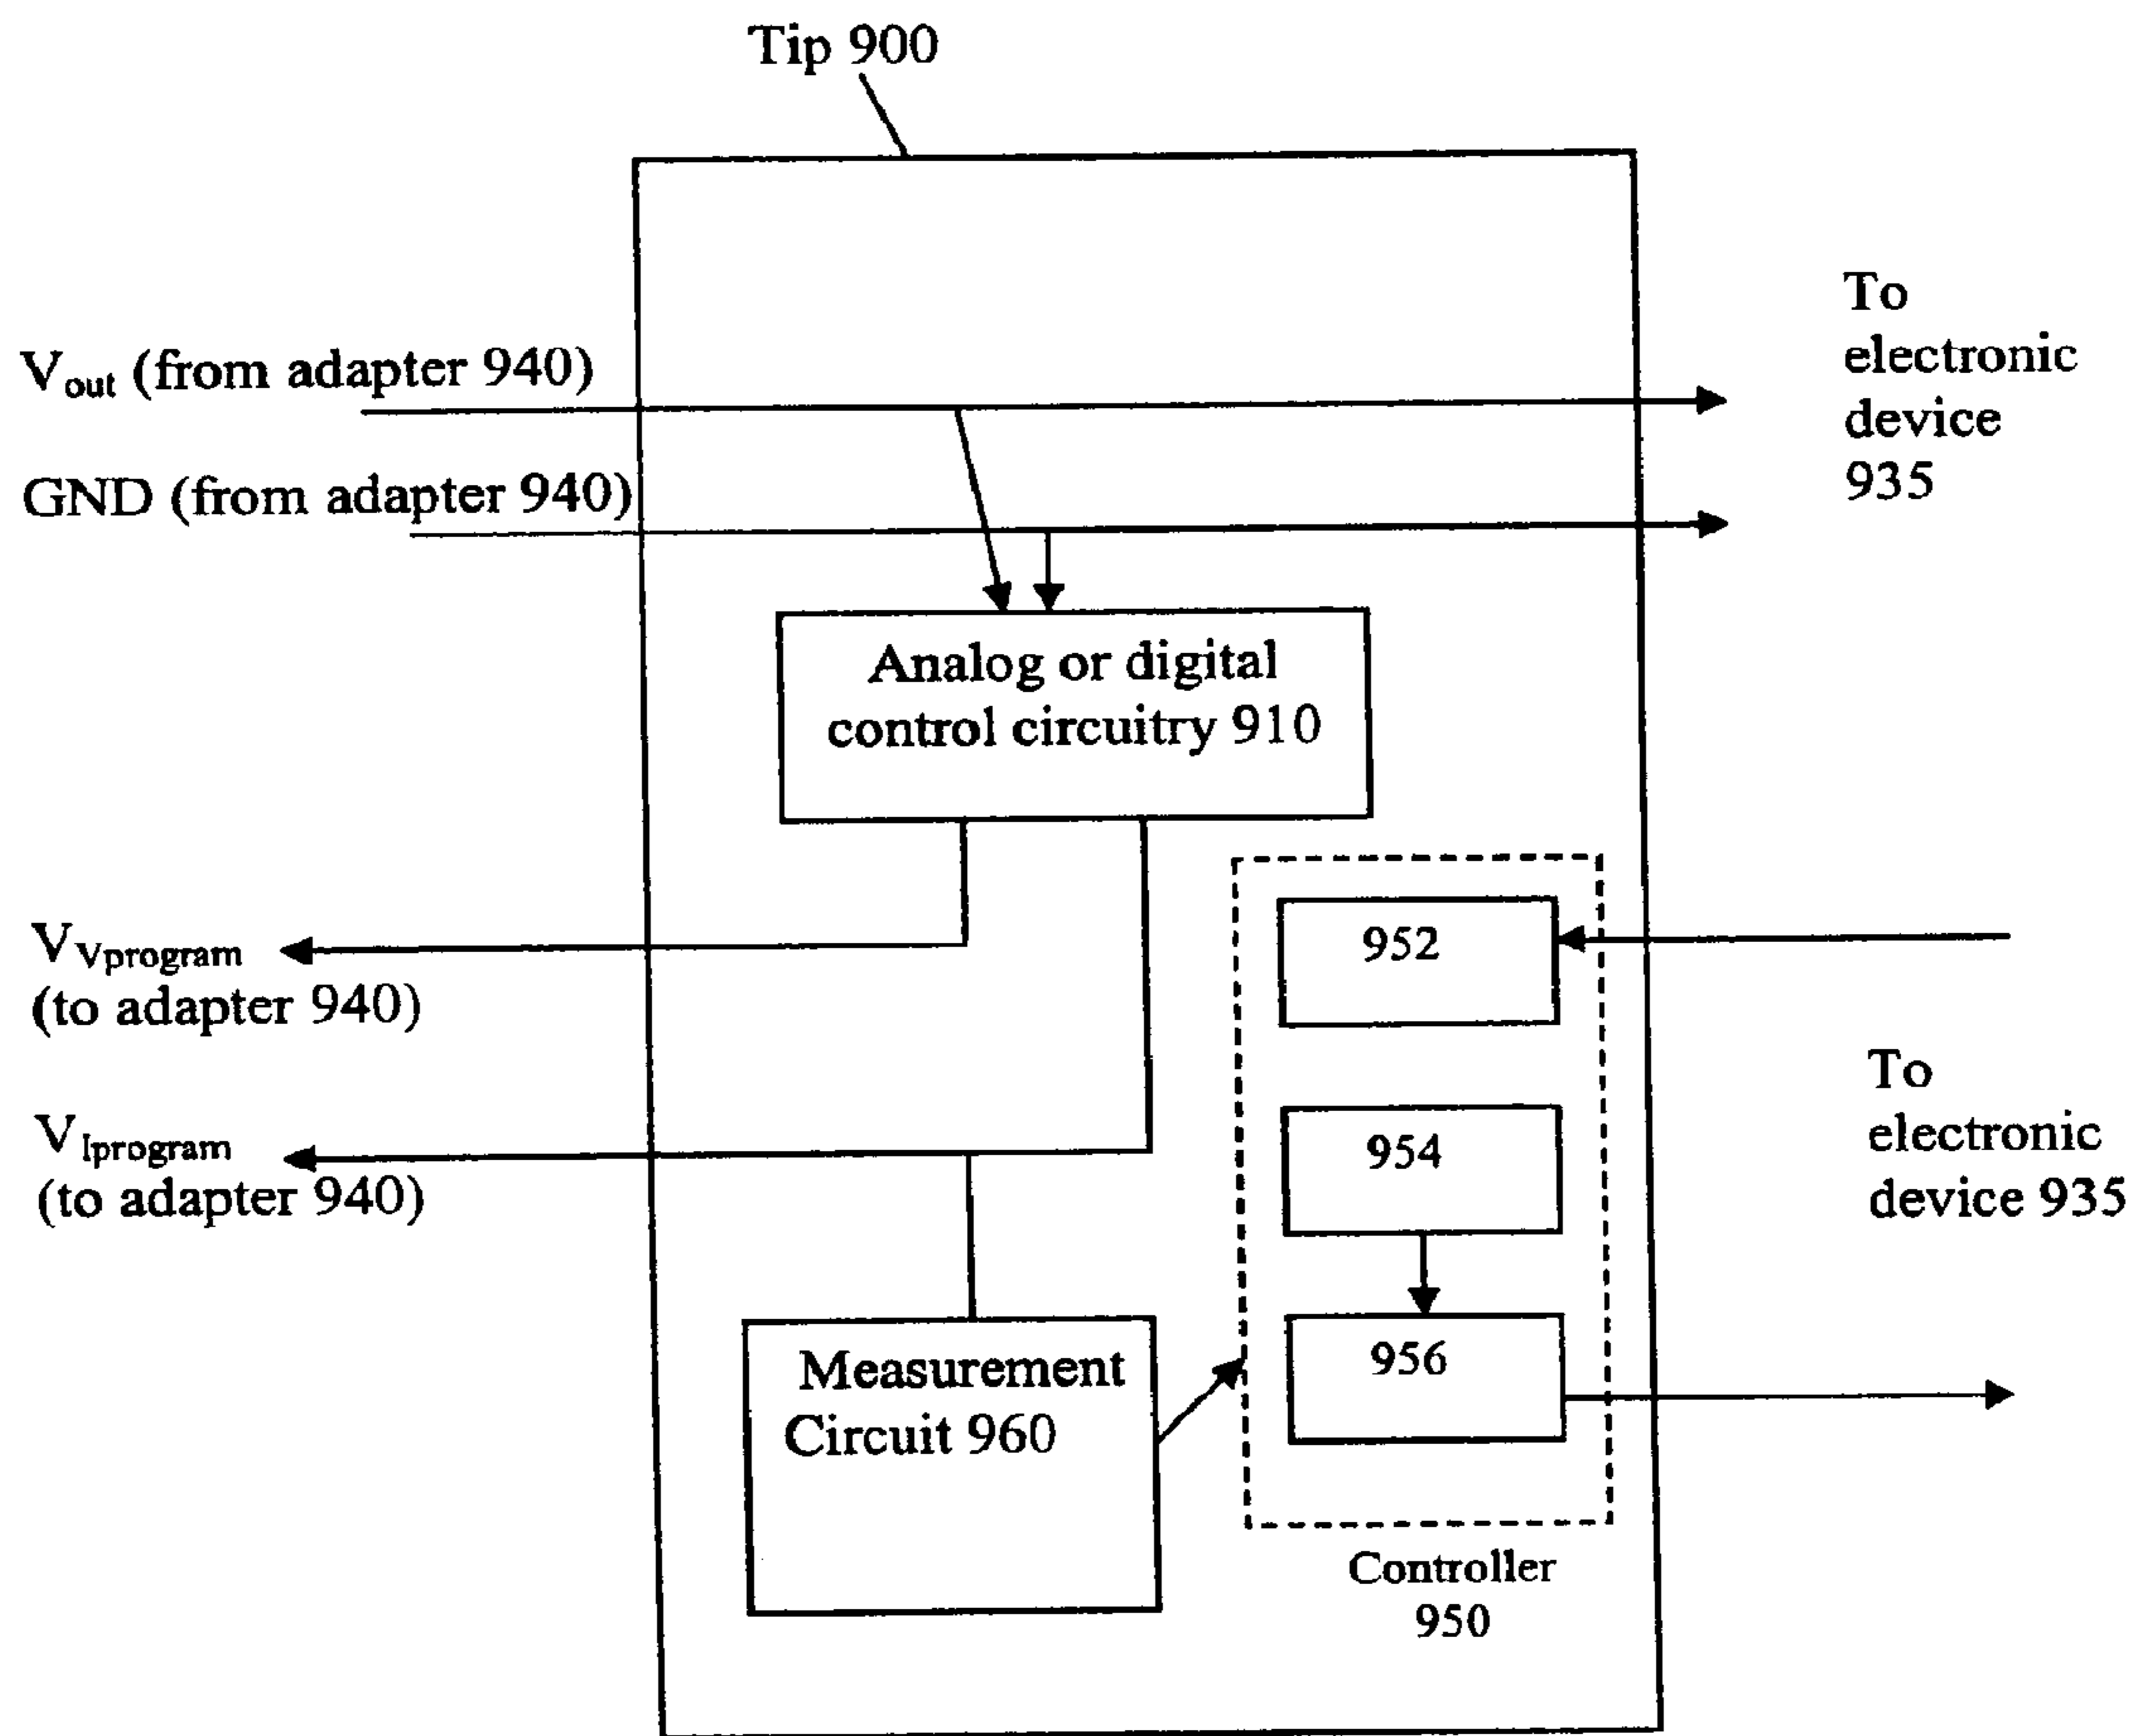 Tip 900
To
electronic
device
935
Vout (from adapter 940)
GND (from adapter 940)
Analog or digital
control circuitry 910
VVprogram
(to adapter 940)
952
To
electronic
device 935
954
VIprogram
(to adapter 940)
956
Measurement
Circuit 960
Controller
950